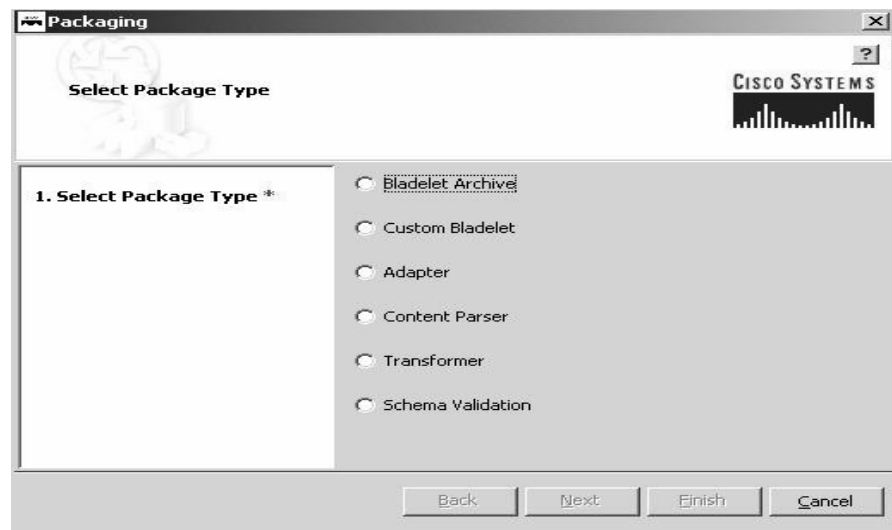 Packaging
?
Select Package Type
CISCO SYSTEMS
1. Select Package Type *
Bladelet Archive
Custom Bladelet
Adapter
Content Parser
Transformer
Schema Validation
Back
Next
Finish
Cancel